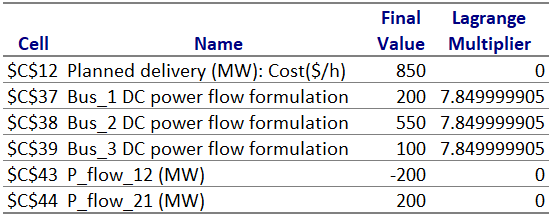 Final Lagrange
Cell Name Value Multiplier
$C$12 Planned delivery (MW): Cost($/h) 850 0
$C$37 Bus_1 DC power flow formulation 200 7.849999905
$C$38 Bus_2 DC power flow formulation 550 7.849999905
$C$39 Bus_3 DC power flow formulation 100 7.849999905
$C$43 P_flow_12 (MW) -200 0
$C$44 P_flow_21 (MW) 200 0